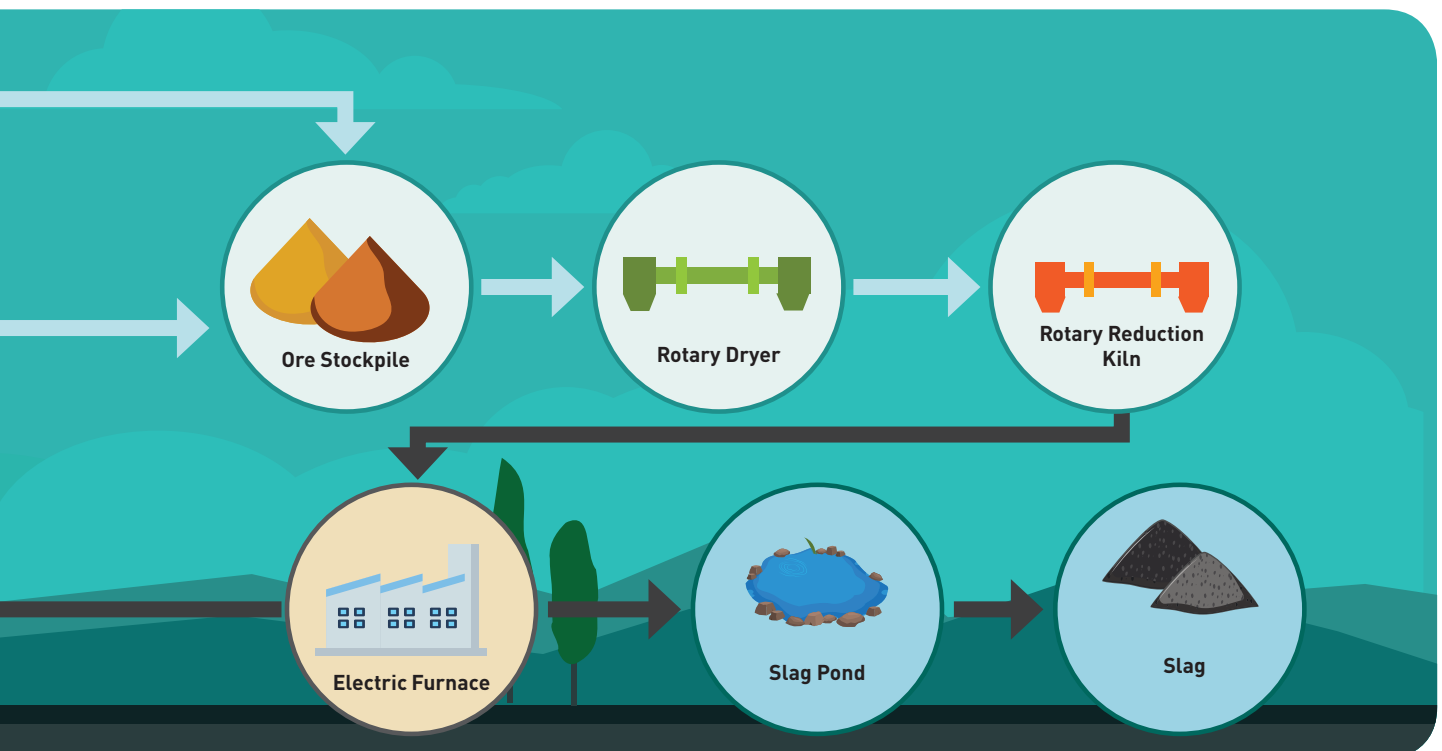 Ore Stockpile
Rotary Dryer
Rotary Reduction
Kiln
Electric Furnace
Slag Pond
Slag